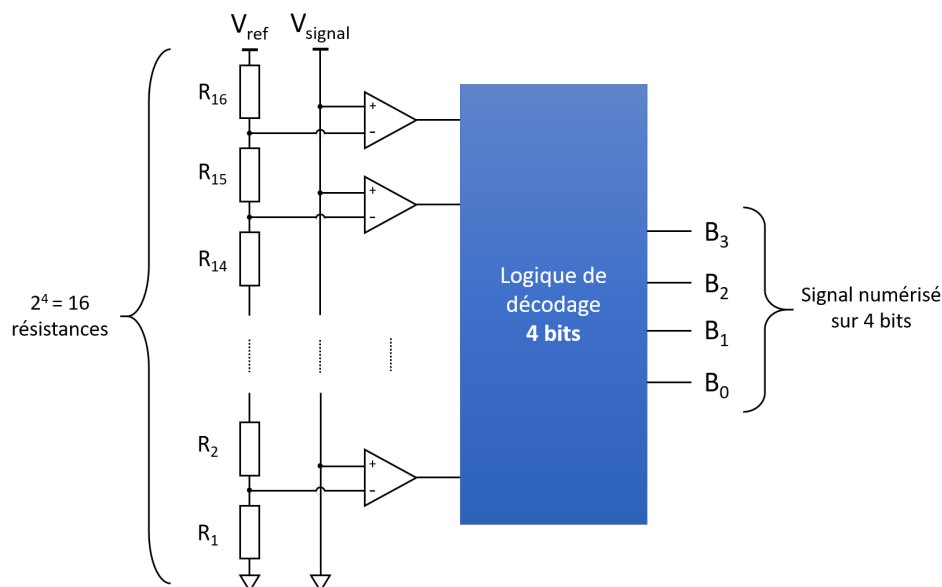 V_ref V_signal
R_16
+
-
R_15
+
-
R_14
2^4 = 16
résistances
Logique de
décodage
4 bits
B_3
B_2
B_1
B_0
Signal numérisé
sur 4 bits
R_2
+
-
R_1